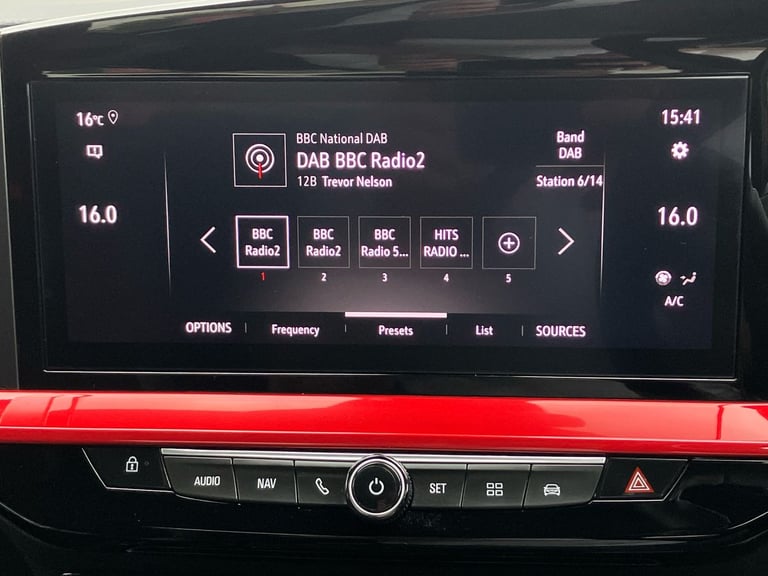 16°C
15:41
BBC National DAB
DAB BBC Radio2
12B Trevor Nelson
Band
DAB
Station 6/14
16.0
16.0
BBC
Radio2
BBC
Radio2
BBC
Radio 5...
HITS
RADIO ...
1
2
3
4
5
A/C
OPTIONS
Frequency
Presets
List
SOURCES
AUDIO
NAV
SET